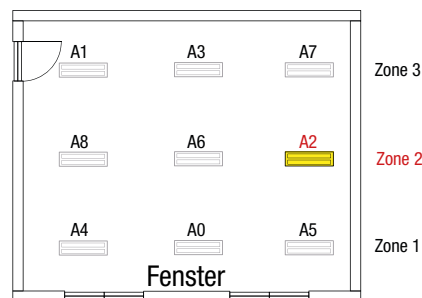 A1 A3 A7
Zone 3
A8 A6 A2
Zone 2
A4 A0 A5
Zone 1
Fenster